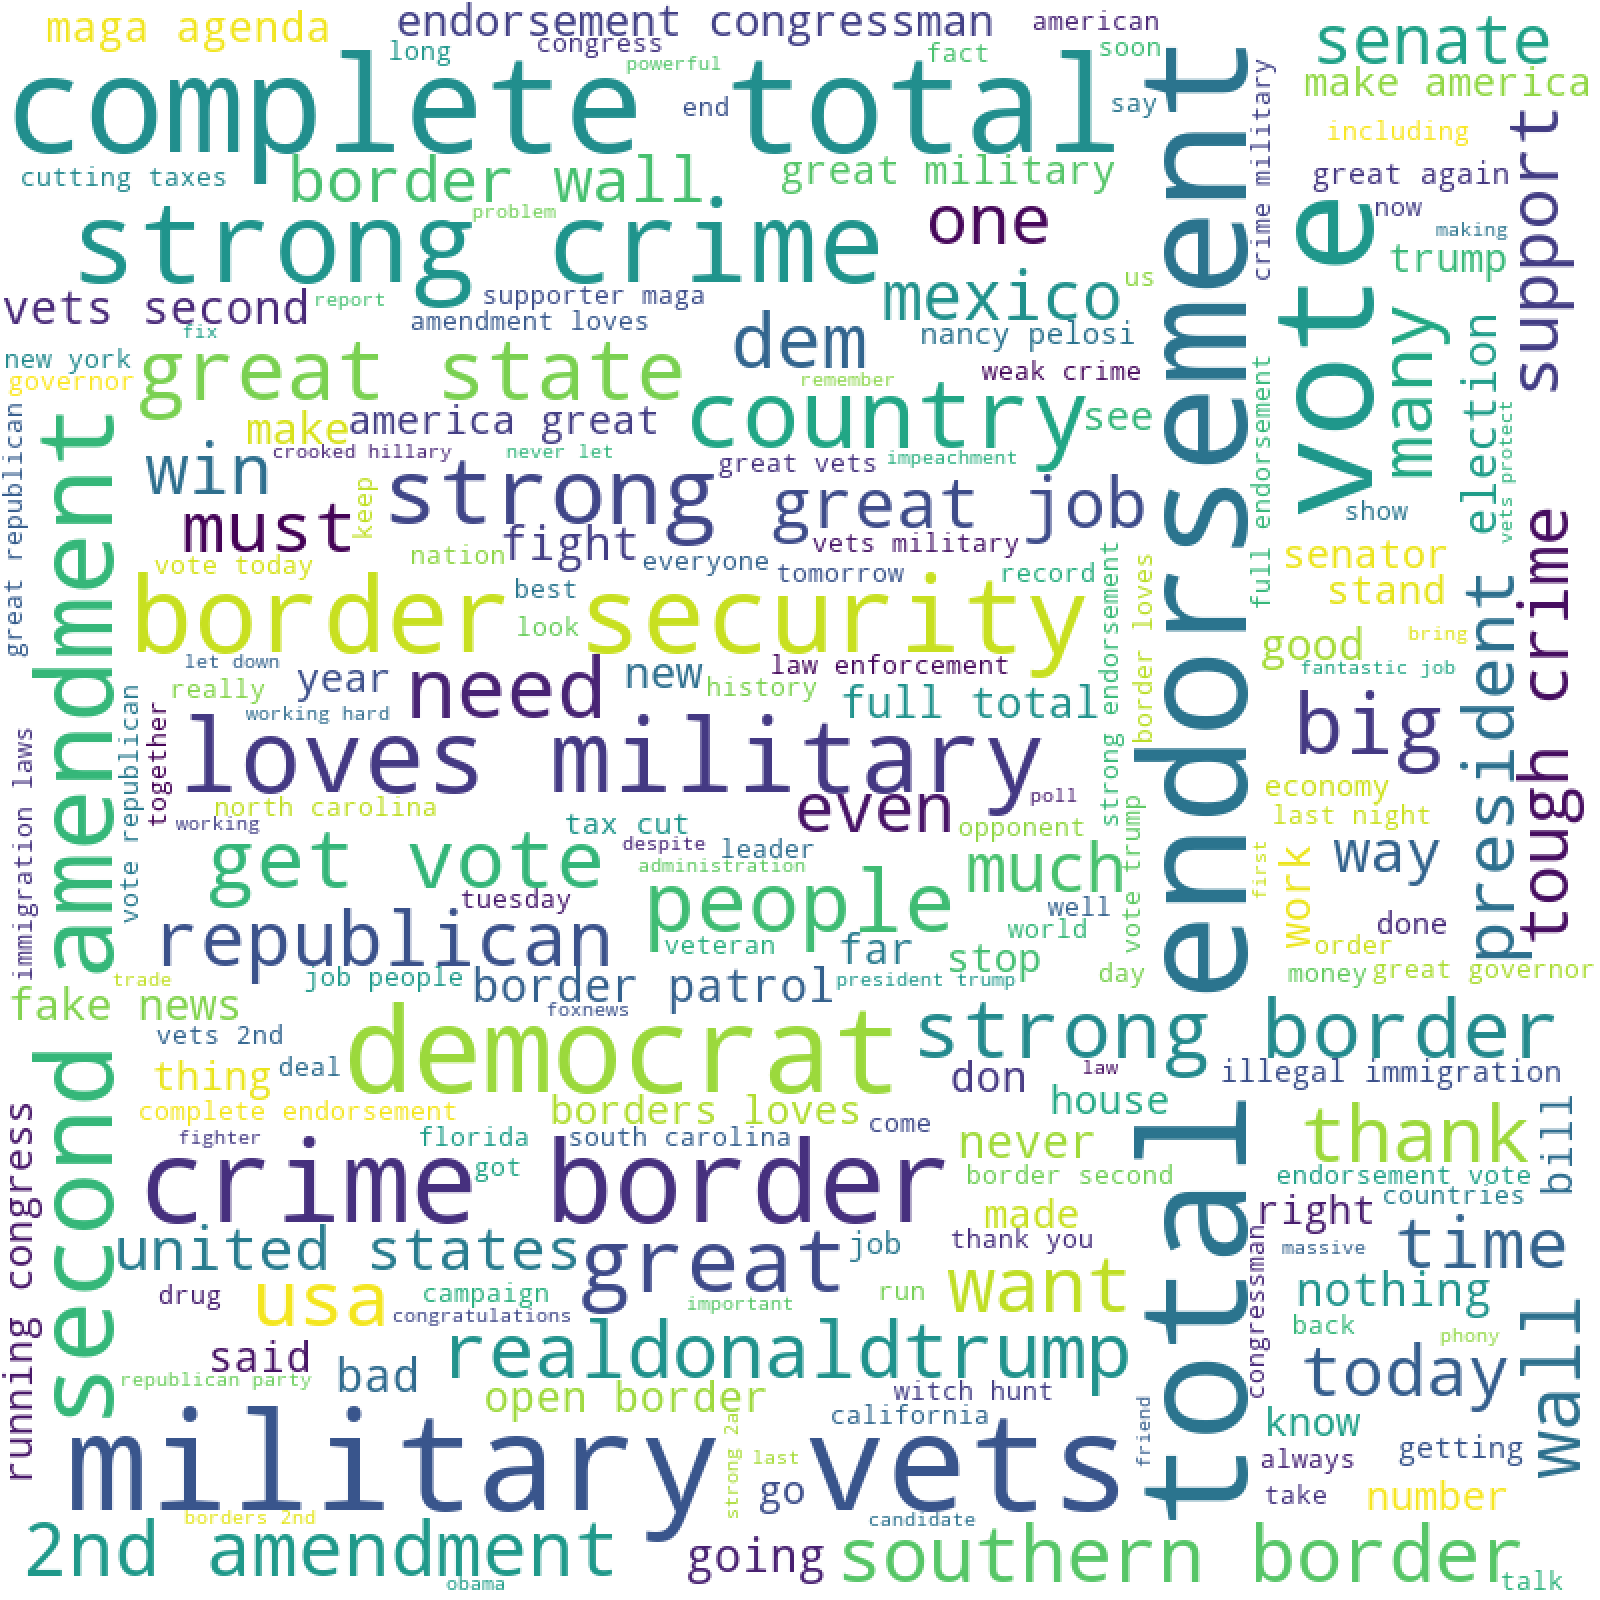 maga agenda
endorsement congressman
american
senate
long
congress
powerful
fact
soon
make america
complete total
end
say
crime military
including
support
cutting taxes
border wall
great military
great again
strong crime
problem
one
now
making
vote
trump
vets second
report
supporter maga
mexico
us
fix
amendment loves
dem
nancy pelosi
many
election
new york
governor
great state
remember
weak crime
full endorsement
great republican
make
america great
country
see
vets protect
second amendment
win
crooked hillary
never let
great vets
impeachment
keep
strong
great job
show
must
fight
vets military
tough crime
nation
everyone
senator
vote today
tomorrow
record
strong endorsement
border loves
border security
best
stand
president
look
good
bring
let down
year
need
new
law enforcement
fantastic job
really
history
full total
big
working hard
vote republican
together
immigration laws
loves military
total endorsement
north carolina
even
poll
economy
working
tax cut
opponent
last night
get vote
despite
leader
administration
much
vote trump
way
first
work
people
tuesday
well
done
republican
veteran
far
world
order
trade
job people
border patrol
president trump
stop
day
money
great governor
fake news
foxnews
vets 2nd
democrat
strong border
thing
deal
don
law
illegal immigration
complete endorsement
borders loves
come
house
thank
bill
fighter
florida
south carolina
never
running congress
crime border
got
border second
endorsement vote
countries
made
right
united states
great
job
thank you
massive
time
congressman
drug
usa
campaign
congratulations
important
run
want
nothing
wall
back
phony
said
bad
realdonaldtrump
today
republican party
open border
witch hunt
california
friend
know
military vets
strong 2a
last
go
always
getting
take
number
borders 2nd
candidate
2nd amendment
going
southern border
obama
talk